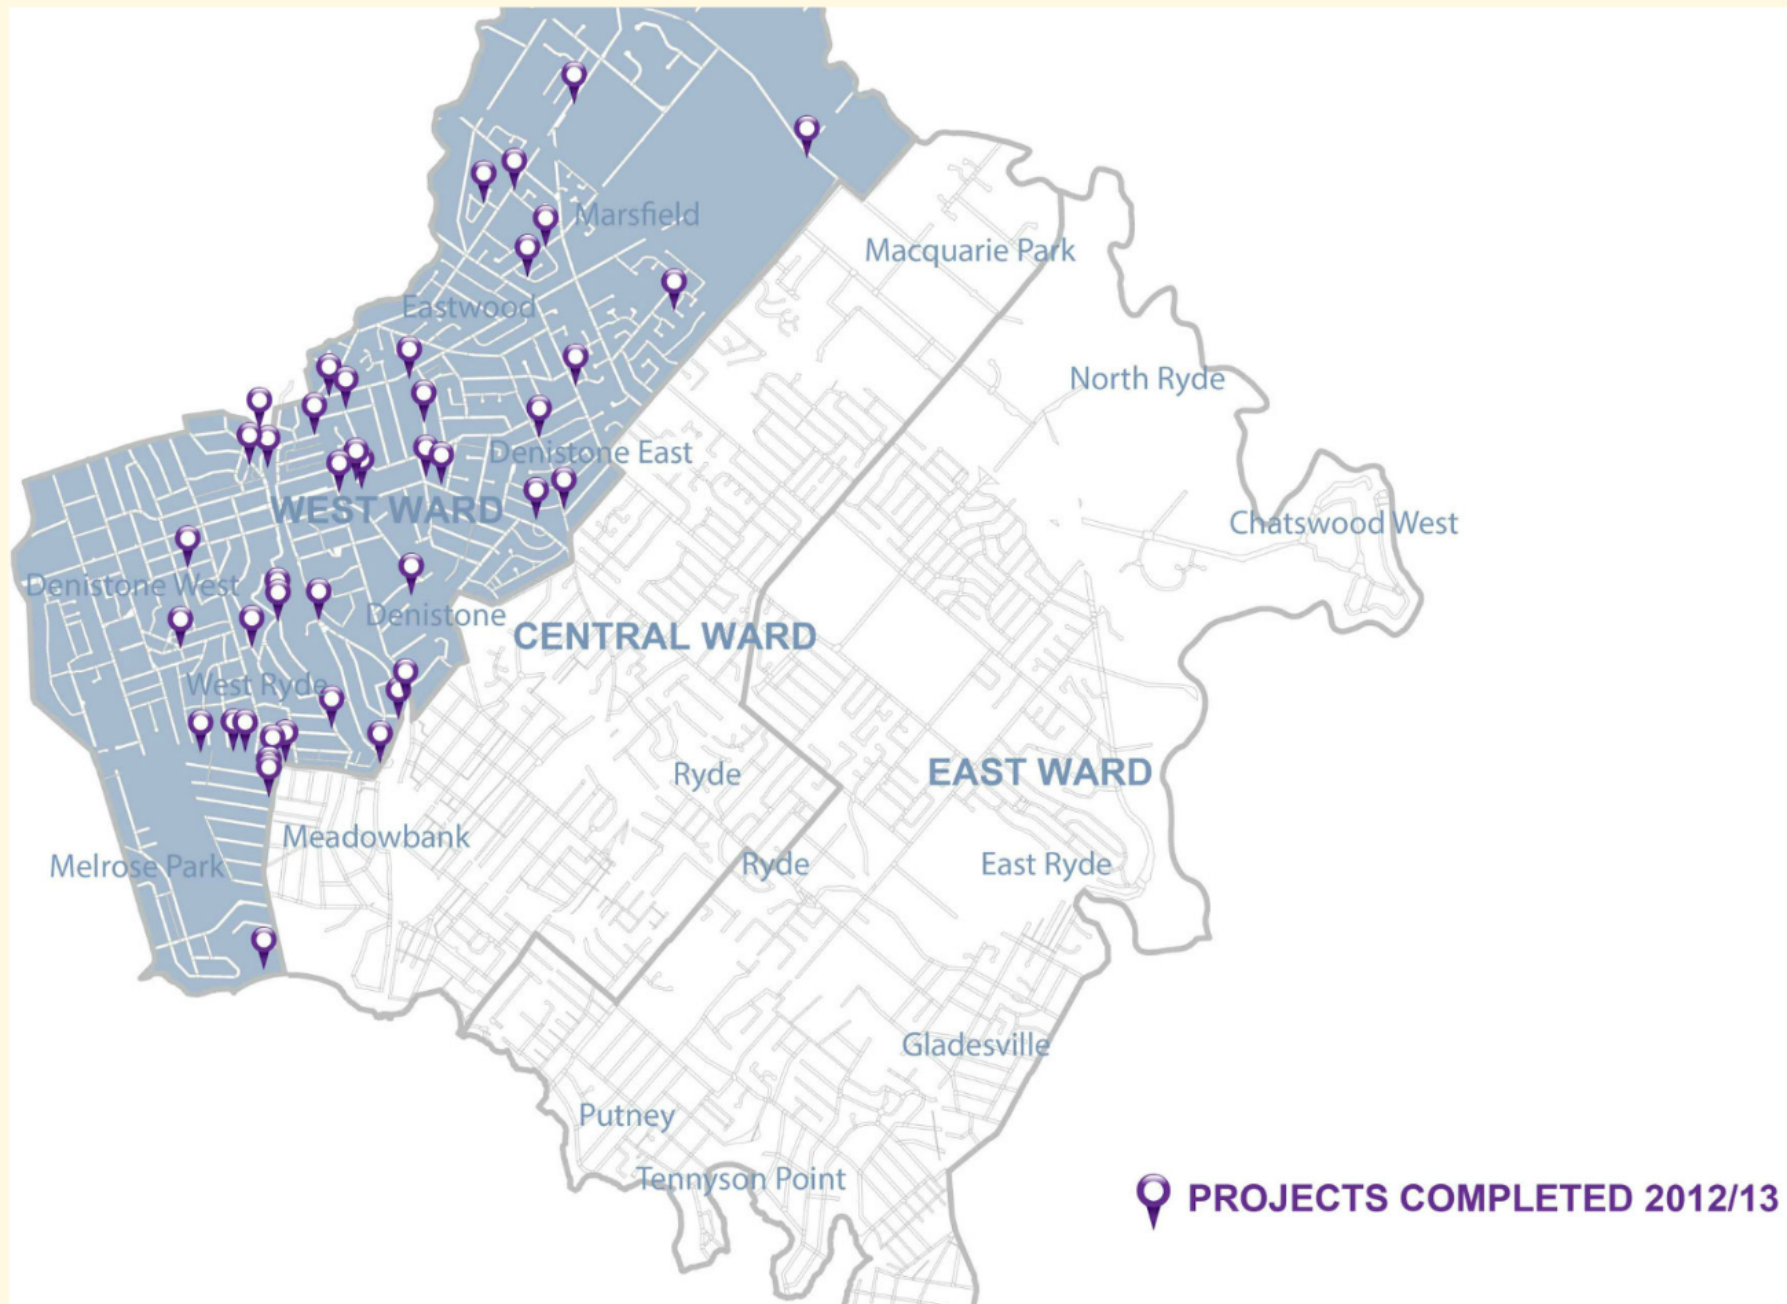 Marsfield
Macquarie Park
Eastwood
North Ryde
Denistone East
WEST WARD
Chatswood West
Denistone West
Denistone
CENTRAL WARD
West Ryde
Ryde
EAST WARD
Meadowbank
Melrose Park
Ryde
East Ryde
Gladesville
Putney
Tennyson Point
PROJECTS COMPLETED 2012/13